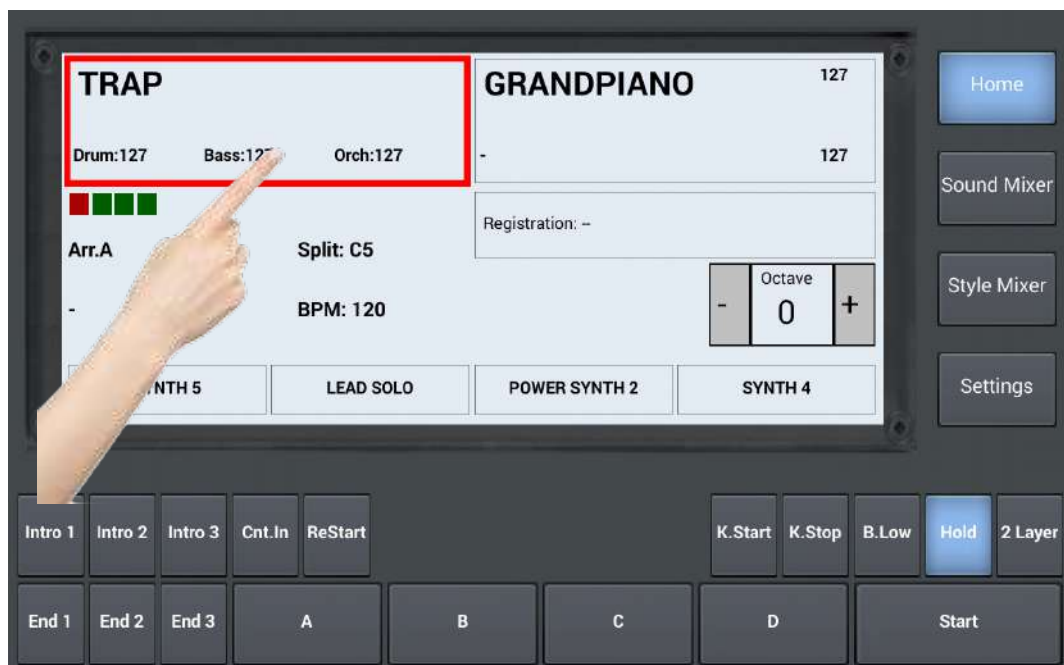 TRAP
Drum:127 Bass:127 Orch:127
GRANDPIANO 127
- 127
Home
Sound Mixer
Style Mixer
Settings
Arr.A Split: C5
- BPM: 120
Registration: --
Octave
- 0 +
LEAD SOLO POWER SYNTH 2 SYNTH 4
Intro 1 Intro 2 Intro 3 Cnt.In ReStart K.Start K.Stop B.Low Hold 2 Layer
End 1 End 2 End 3 A B C D Start